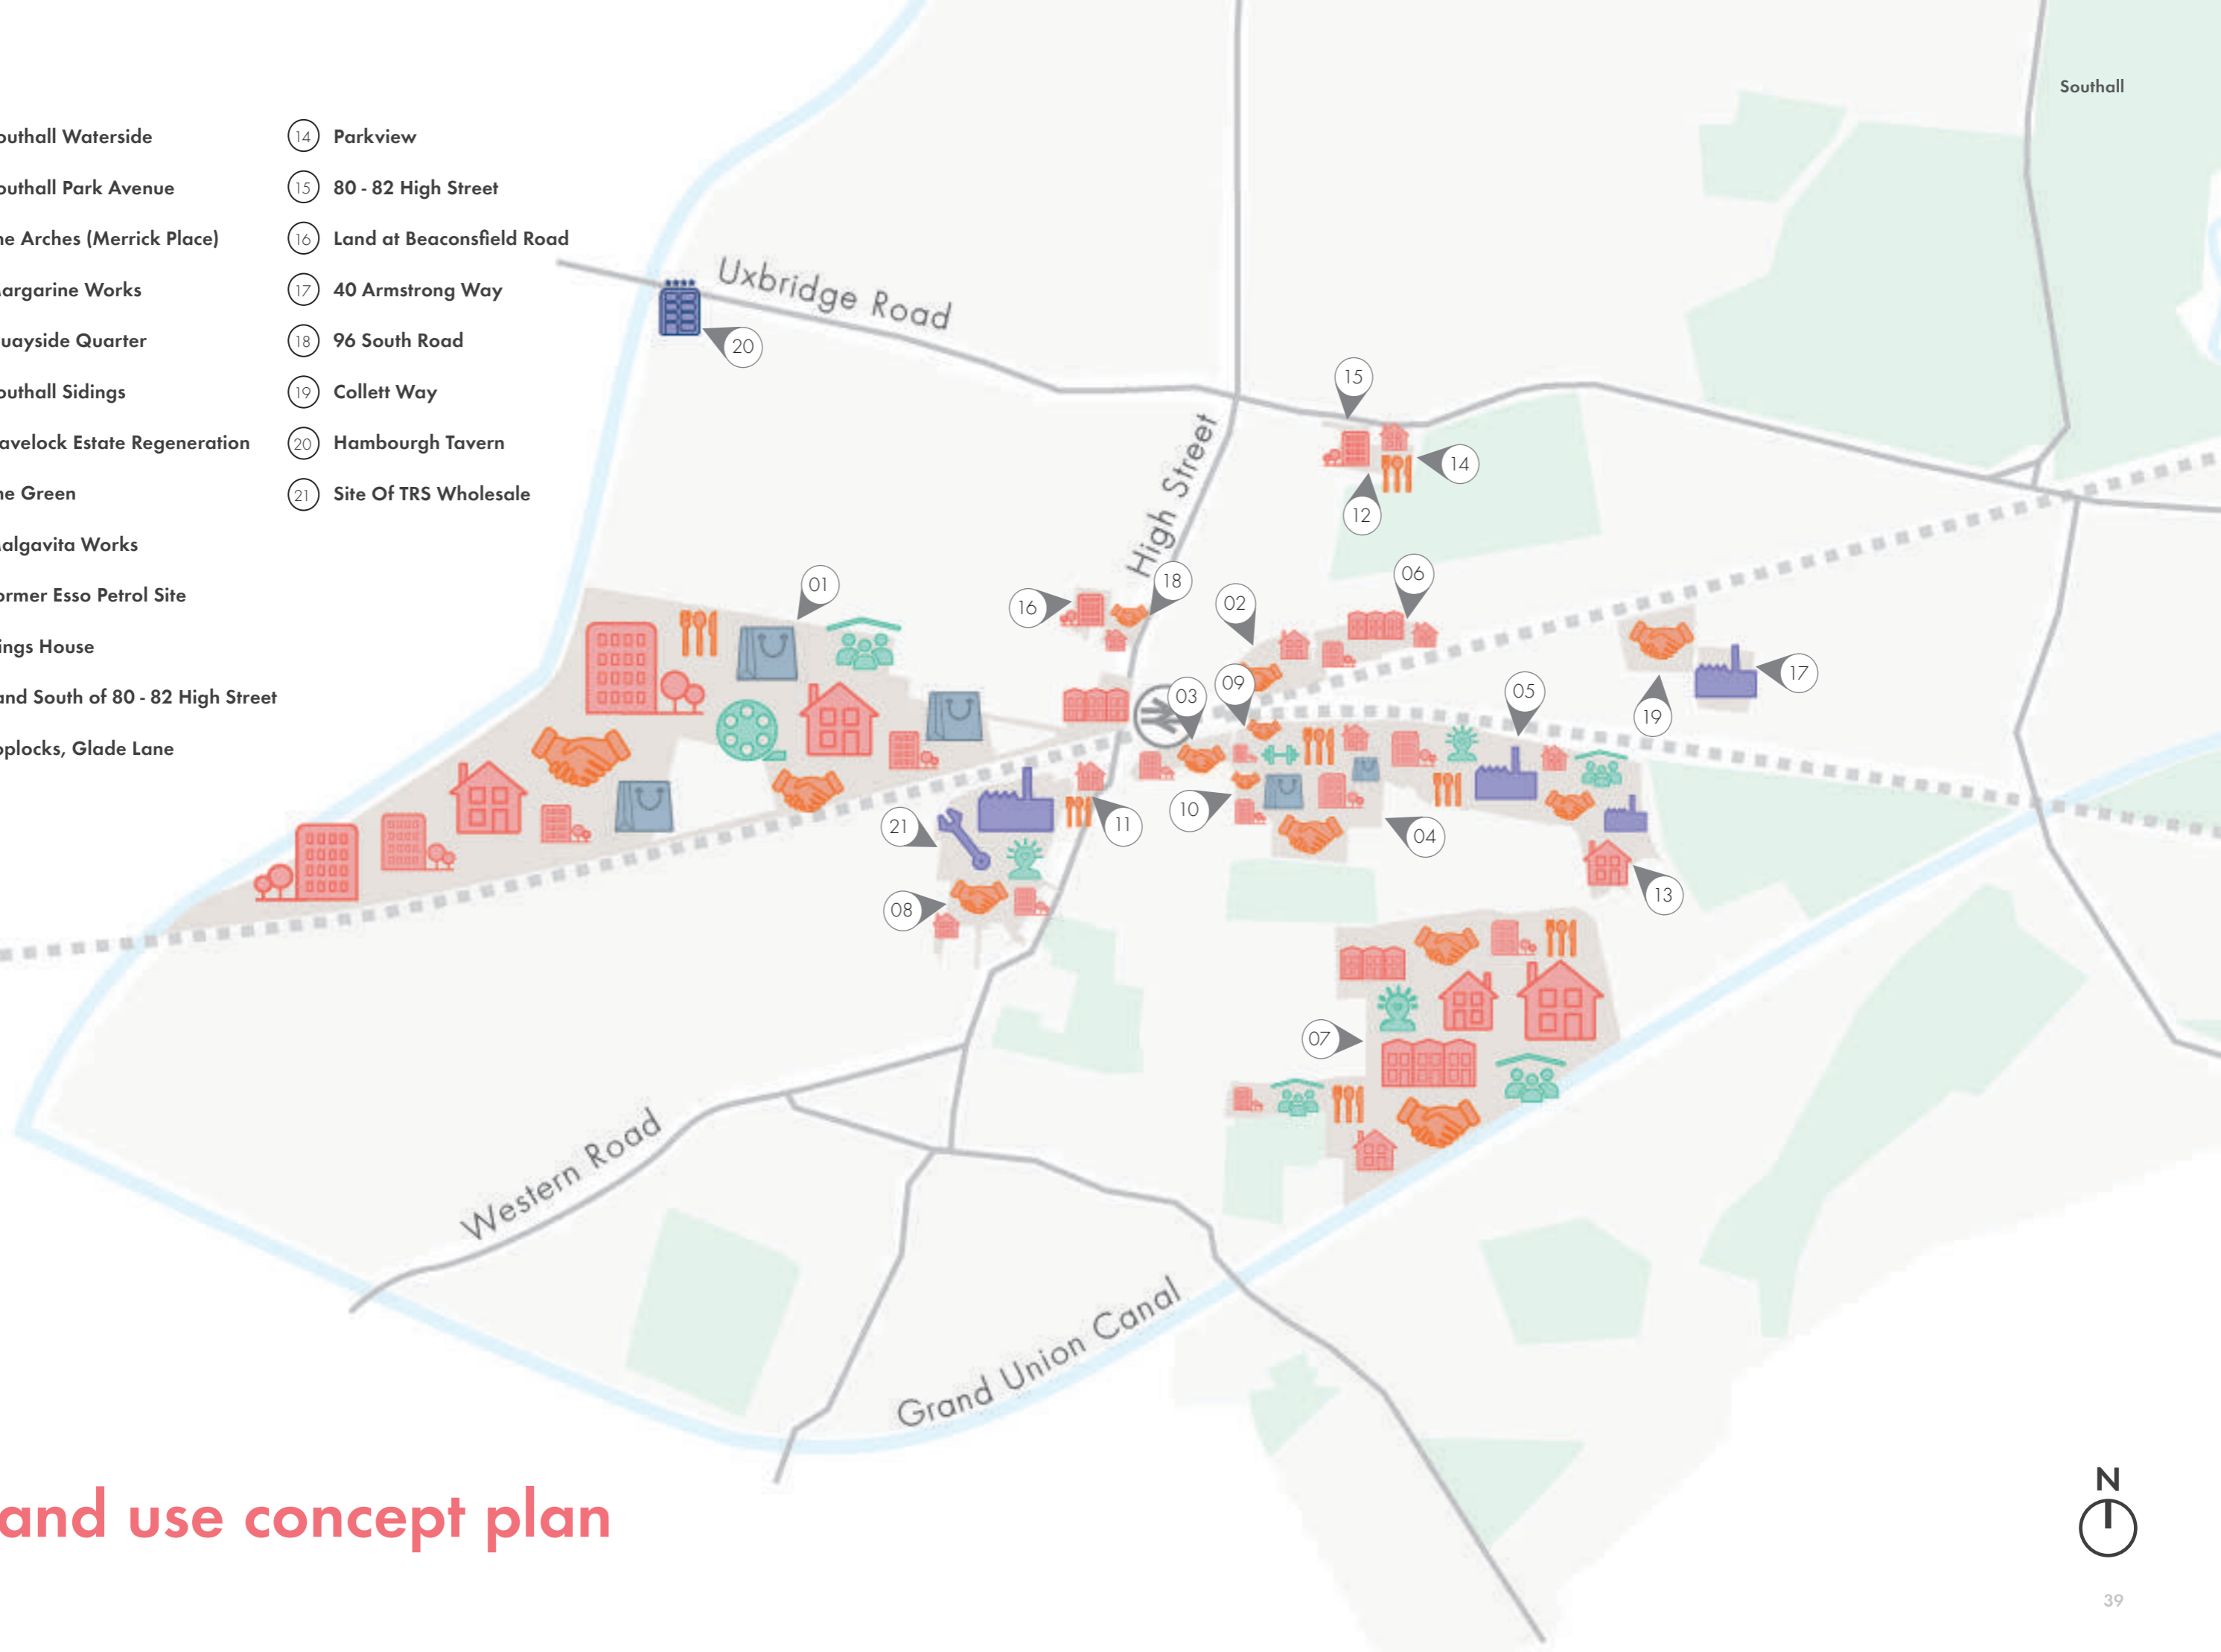 Southall
outhall Waterside
outhall Park Avenue
he Arches (Merrick Place)
argarine Works
uayside Quarter
outhall Sidings
avelock Estate Regeneration
he Green
algavita Works
ormer Esso Petrol Site
ings House
and South of 80 - 82 High Street
oplocks, Glade Lane
14 Parkview
15 80 - 82 High Street
16 Land at Beaconsfield Road
17 40 Armstrong Way
18 96 South Road
19 Collett Way
20 Hambourgh Tavern
21 Site Of TRS Wholesale
Uxbridge Road
20
15
High Street
14
12
01
16
18
02
06
03
09
05
17
19
21
11
10
04
08
13
07
Western Road
Grand Union Canal
and use concept plan
N
39